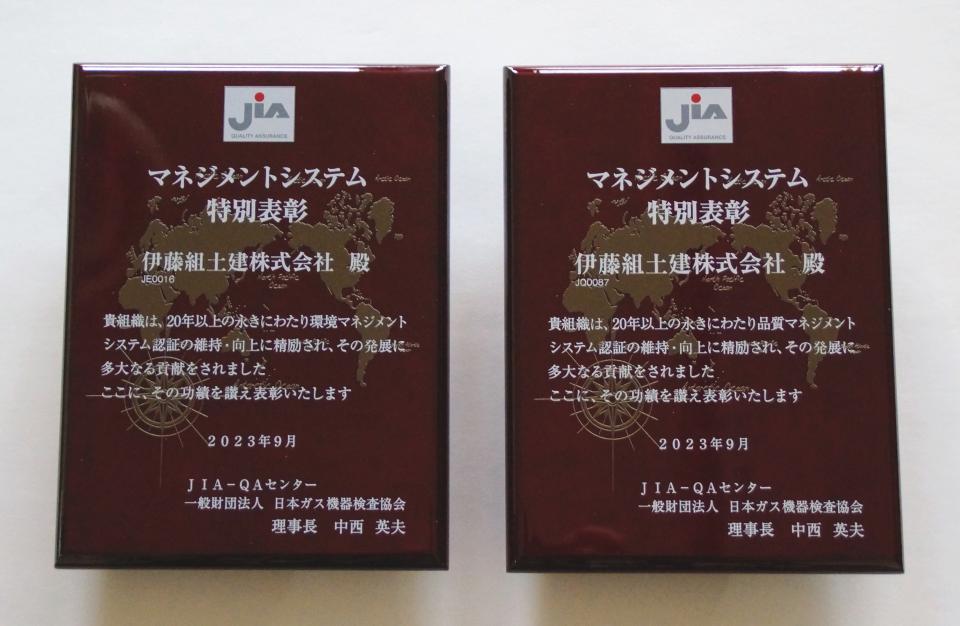 JIA
QUALITY ASSURANCE
マネジメントシステム
特別表彰
伊藤組土建株式会社 殿
JE0016
貴組織は、20年以上の永きにわたり環境マネジメント
システム認証の維持・向上に精励され、その発展に
多大なる貢献をされました
ここに、その功績を讃え表彰いたします
2023年9月
JIA-QAセンター
一般財団法人 日本ガス機器検査協会
理事長 中西 英夫
Arctic Ocean
North Pacific
Ocean
JIA
QUALITY ASSURANCE
マネジメントシステム
特別表彰
伊藤組土建株式会社 殿
JQ0087
貴組織は、20年以上の永きにわたり品質マネジメント
システム認証の維持・向上に精励され、その発展に
多大なる貢献をされました
ここに、その功績を讃え表彰いたします
2023年9月
JIA-QAセンター
一般財団法人 日本ガス機器検査協会
理事長 中西 英夫
Arctic Ocean
North Pacific
Ocean